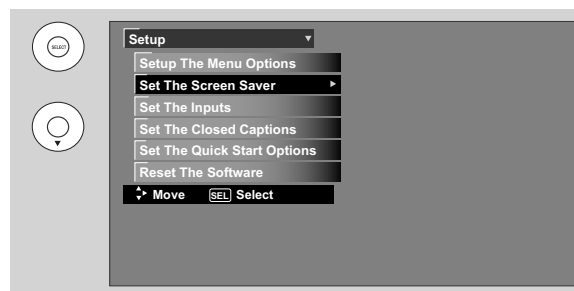 SELECT
Setup
Setup The Menu Options
Set The Screen Saver
Set The Inputs
Set The Closed Captions
Set The Quick Start Options
Reset The Software
Move SEL Select